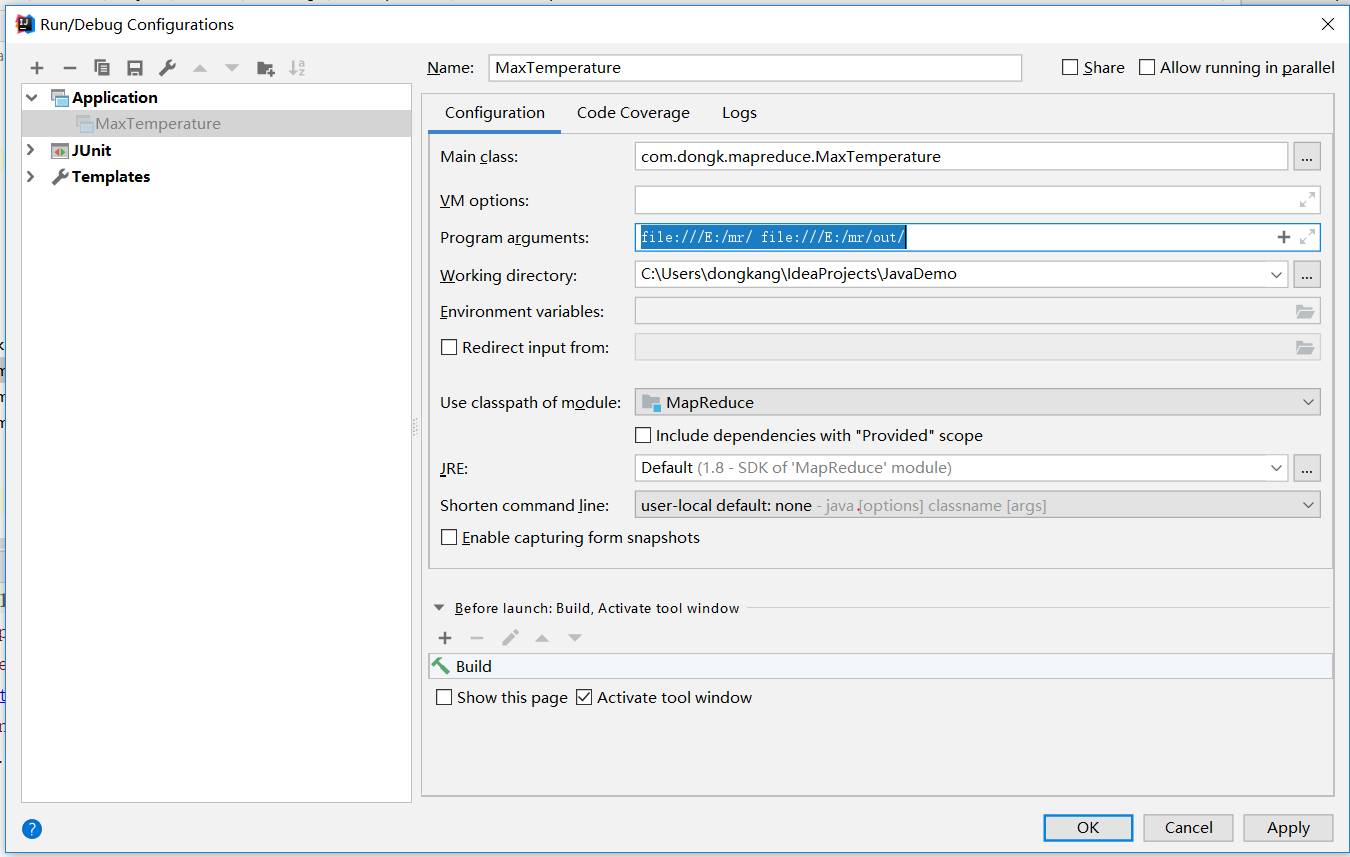 Run/Debug Configurations
Name: MaxTemperature
Share
Allow running in parallel
Application
MaxTemperature
JUnit
Templates
Configuration Code Coverage Logs
Main class: com.dongk.mapreduce.MaxTemperature ...
VM options:
Program arguments: file:///E:/mr/ file:///E:/mr/out/
Working directory: C:\Users\dongkang\IdeaProjects\JavaDemo ...
Environment variables:
Redirect input from:
Use classpath of module: MapReduce
Include dependencies with "Provided" scope
JRE: Default (1.8 - SDK of 'MapReduce' module) ...
Shorten command line: user-local default: none - java [options] classname [args]
Enable capturing form snapshots
Before launch: Build, Activate tool window
Build
Show this page Activate tool window
? OK Cancel Apply